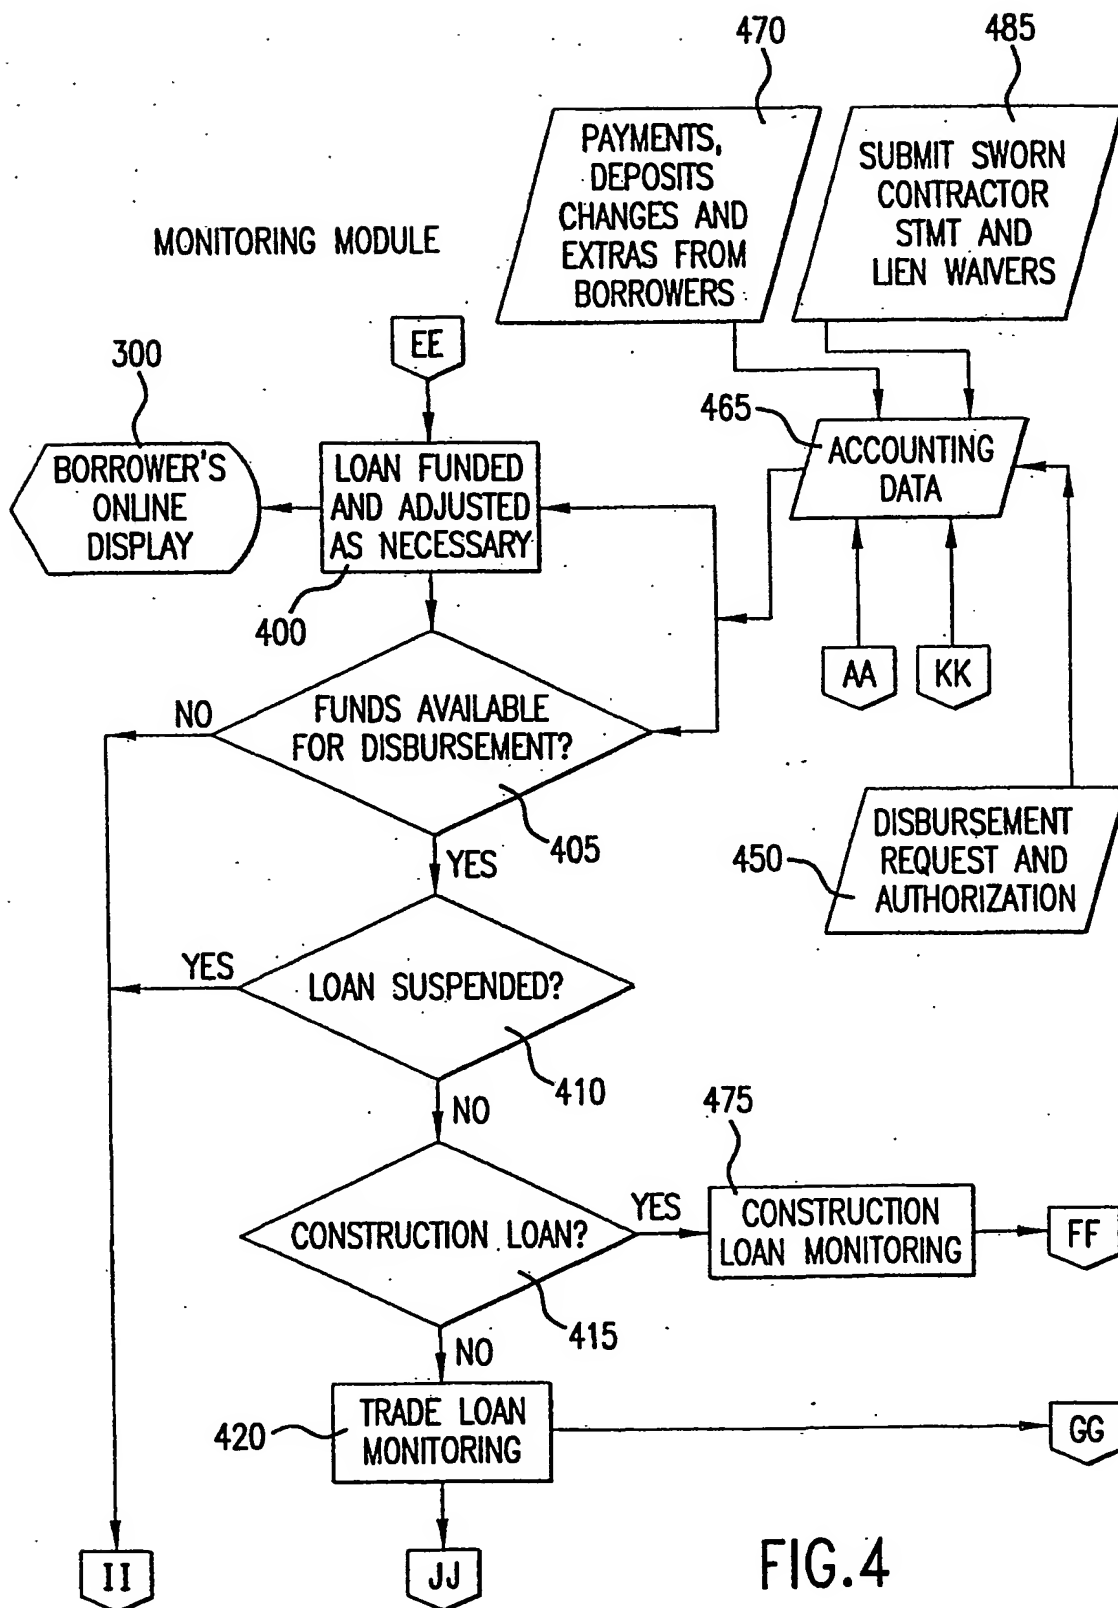 470
485
PAYMENTS,
DEPOSITS
CHANGES AND
EXTRAS FROM
BORROWERS
SUBMIT SWORN
CONTRACTOR
STMT AND
LIEN WAIVERS
MONITORING MODULE
EE
300
BORROWER'S
ONLINE
DISPLAY
LOAN FUNDED
AND ADJUSTED
AS NECESSARY
400
465
ACCOUNTING
DATA
AA
KK
NO
FUNDS AVAILABLE
FOR DISBURSEMENT?
405
YES
450
DISBURSEMENT
REQUEST AND
AUTHORIZATION
YES
LOAN SUSPENDED?
410
NO
475
CONSTRUCTION LOAN?
YES
CONSTRUCTION
LOAN MONITORING
FF
415
NO
420
TRADE LOAN
MONITORING
GG
II
JJ
FIG.4